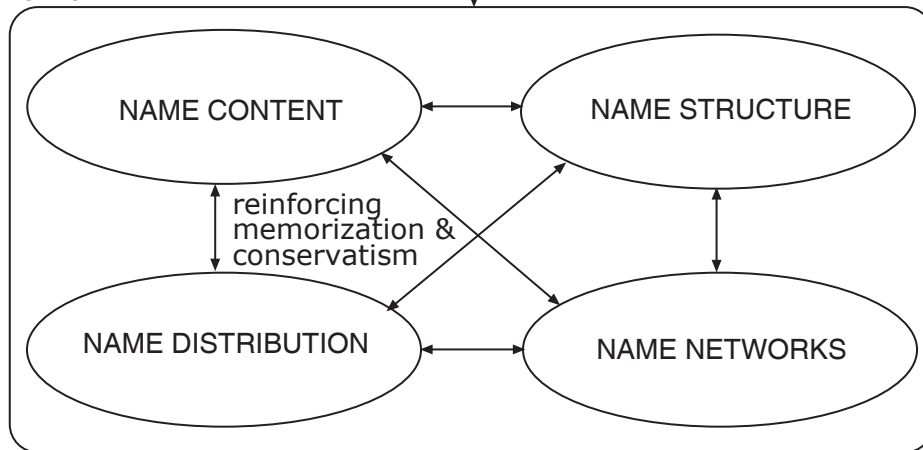 NAME CONTENT
NAME STRUCTURE
reinforcing
memorization &
conservatism
NAME DISTRIBUTION
NAME NETWORKS